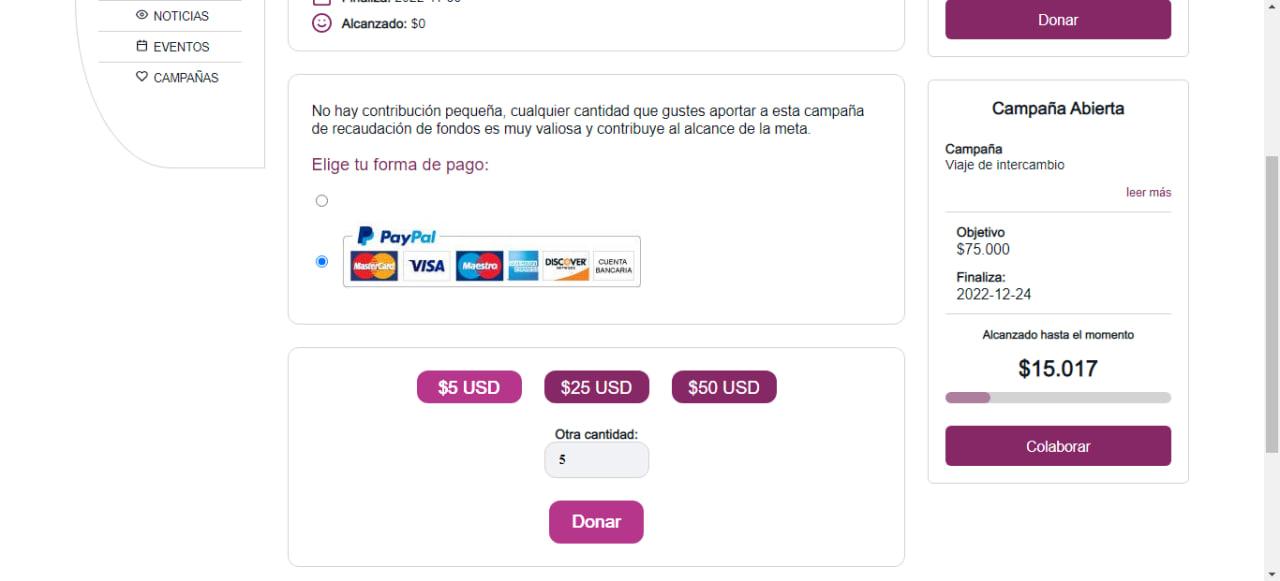 NOTICIAS
EVENTOS
CAMPAÑAS
Alcanzado: $0
No hay contribución pequeña, cualquier cantidad que gustes aportar a esta campaña
de recaudación de fondos es muy valiosa y contribuye al alcance de la meta.
Elige tu forma de pago:
PayPal
MasterCard
VISA
Maestro
DISCOVER
CUENTA
BANCARIA
$5 USD
$25 USD
$50 USD
Otra cantidad:
5
Donar
Donar
Campaña Abierta
Campaña
Viaje de intercambio
leer más
Objetivo
$75.000
Finaliza:
2022-12-24
Alcanzado hasta el momento
$15.017
Colaborar